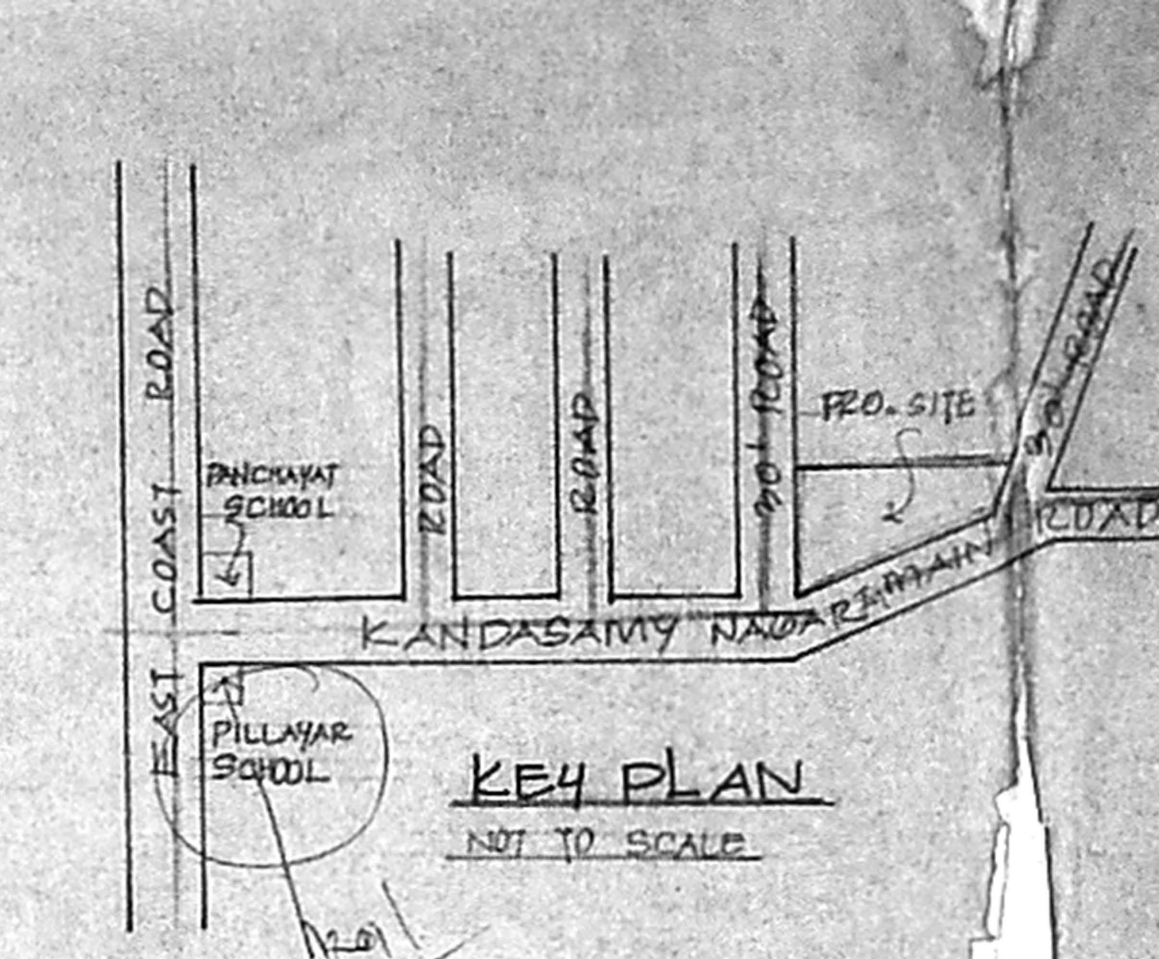 EAST COAST ROAD
PANCHAYAT
SCHOOL
ROAD
ROAD
30' ROAD
PRO. SITE
30' ROAD
KANDASAMY NAGAR MAIN ROAD
PILLAYAR
SCHOOL
KEY PLAN
NOT TO SCALE